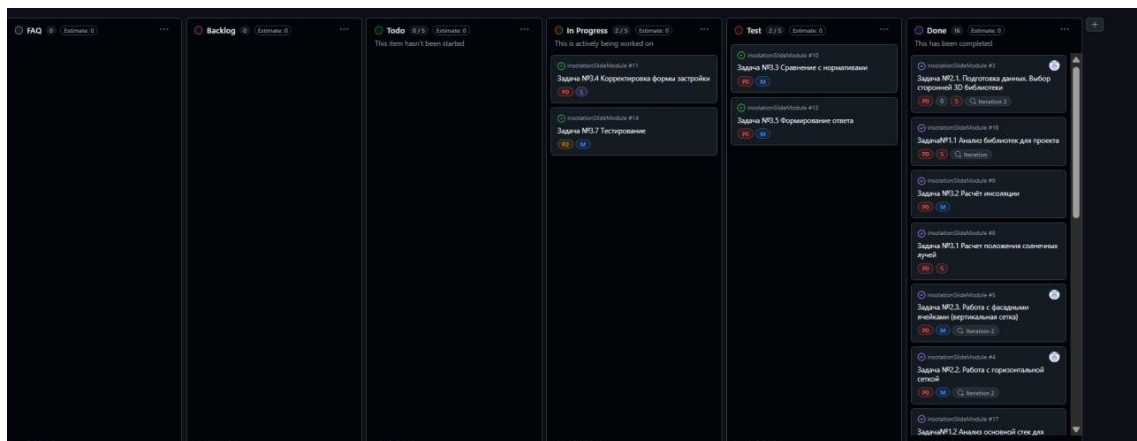 FAQ 0 Estimate: 0
Backlog 0 Estimate: 0
Todo 0/5 Estimate: 0
This item hasn't been started
In Progress 2/5 Estimate: 0
This is actively being worked on
insolationSlideModule #11
Задача №3.4 Корректировка формы застройки
P0 L
insolationSlideModule #14
Задача №3.7 Тестирование
P2 M
Test 2/5 Estimate: 0
insolationSlideModule #10
Задача №3.3 Сравнение с нормативами
P0 M
insolationSlideModule #12
Задача №3.5 Формирование ответа
P0 M
Done 16 Estimate: 0
This has been completed
insolationSlideModule #3
Задача №2.1. Подготовка данных. Выбор
сторонней 3D библиотеки
P0 0 S Iteration 2
insolationSlideModule #18
Задача№1.1 Анализ библиотек для проекта
P0 S Iteration
insolationSlideModule #9
Задача №3.2 Расчёт инсоляции
P0 M
insolationSlideModule #8
Задача №3.1 Расчет положения солнечных
лучей
P0 S
insolationSlideModule #5
Задача №2.3. Работа с фасадными
ячейками (вертикальная сетка)
P0 M Iteration 2
insolationSlideModule #4
Задача №2.2. Работа с горизонтальной
сеткой
P0 M Iteration 2
insolationSlideModule #17
Задача№1.2 Анализ основной стек для